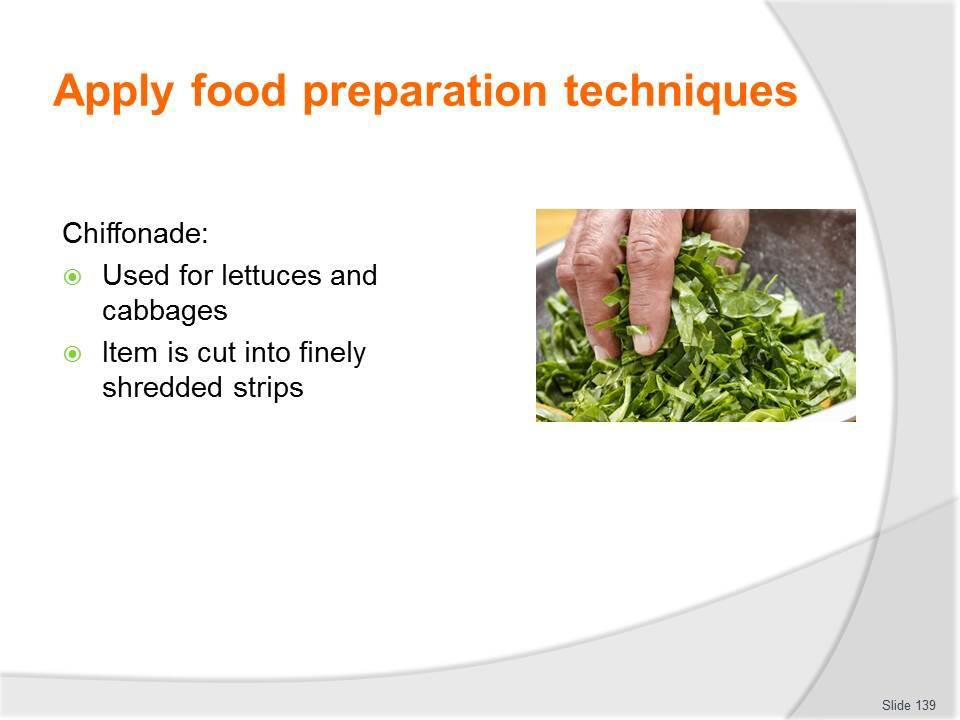 Apply food preparation techniques
Chiffonade:
Used for lettuces and
cabbages
Item is cut into finely
shredded strips
Slide 139